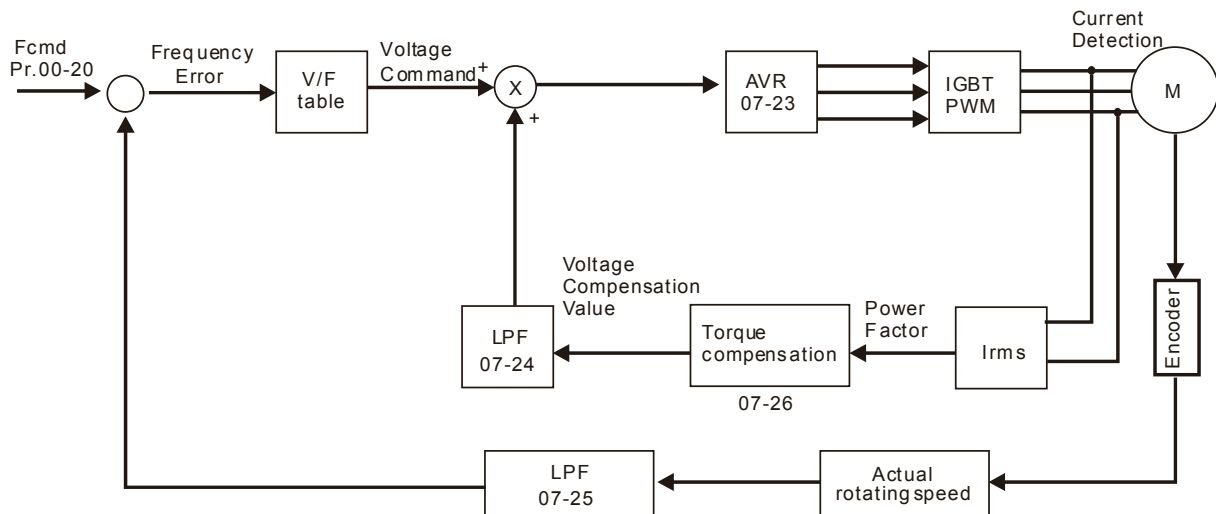 Fcmd
Pr.00-20
Frequency
Error
V/F
table
Voltage
Command
+
X
+
AVR
07-23
IGBT
PWM
Current
Detection
M
Voltage
Compensation
Value
LPF
07-24
Torque
compensation
07-26
Power
Factor
Irms
Encoder
LPF
07-25
Actual
rotating speed